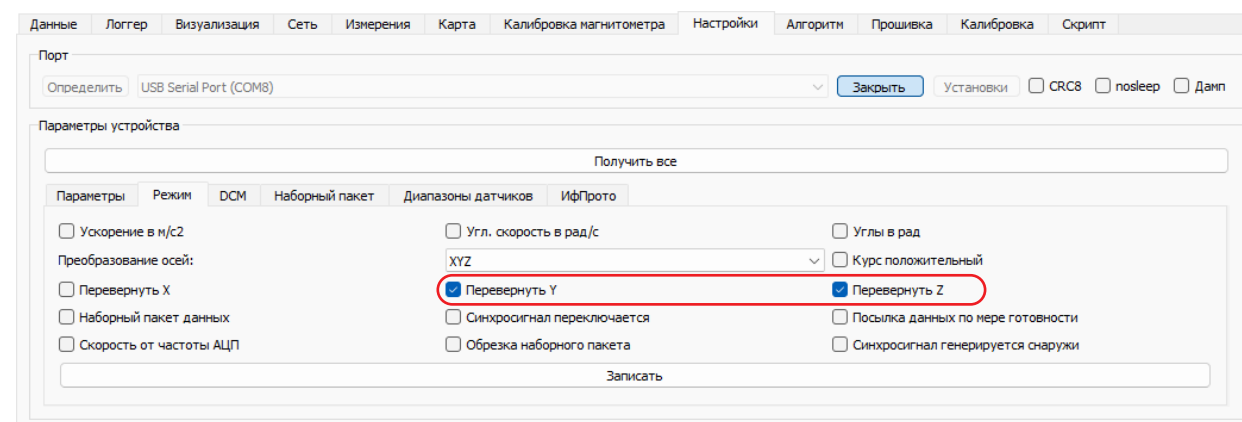 Данные Логгер Визуализация Сеть Измерения Карта Калибровка магнитометра Настройки Алгоритм Прошивка Калибровка Скрипт
Порт
Определить USB Serial Port (COM8) Закрыть Установки CRC8 nosleep Дамп
Параметры устройства
Получить все
Параметры Режим DCM Наборный пакет Диапазоны датчиков ИфПрото
Ускорение в м/с2 Угл. скорость в рад/с Углы в рад
Преобразование осей: XYZ Курс положительный
Перевернуть X Перевернуть Y Перевернуть Z
Наборный пакет данных Синхросигнал переключается Посылка данных по мере готовности
Скорость от частоты АЦП Обрезка наборного пакета Синхросигнал генерируется снаружи
Записать